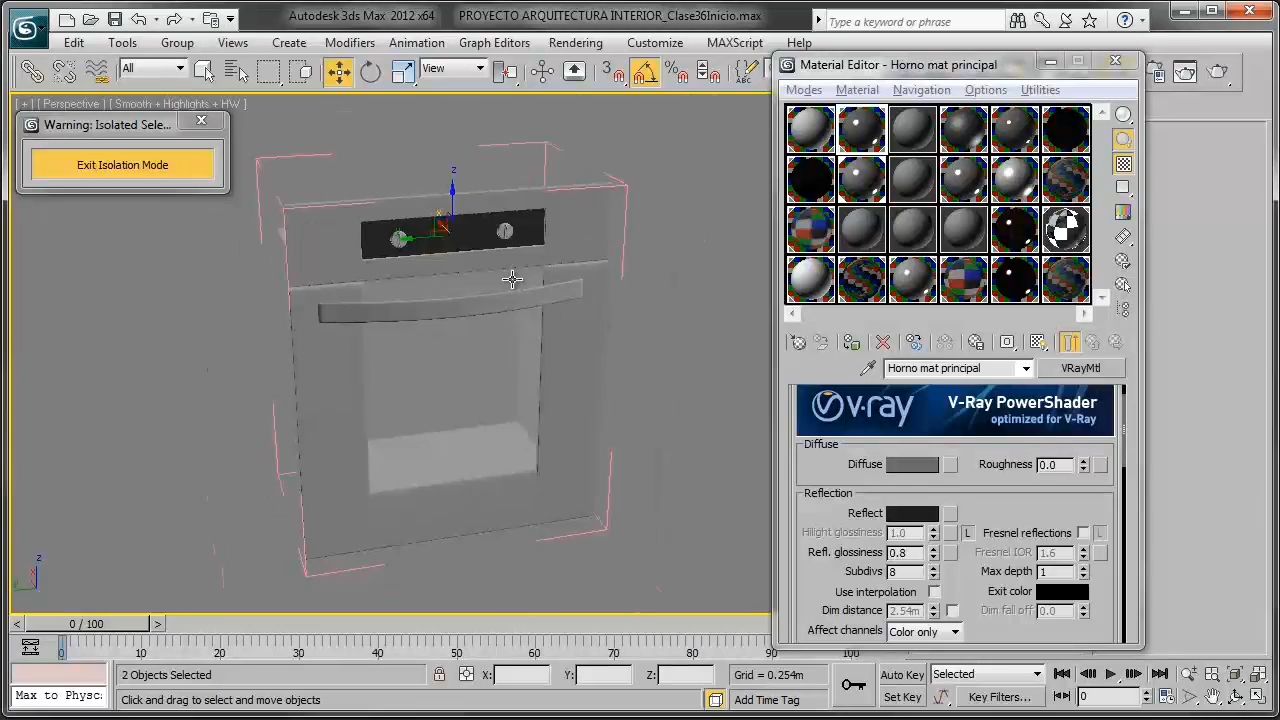 Autodesk 3ds Max 2012 x64 PROYECTO ARQUITECTURA INTERIOR_Clase36Inicio.max
Type a keyword or phrase
Edit Tools Group Views Create Modifiers Animation Graph Editors Rendering Customize MAXScript Help
All
View
3
[ + ] [ Perspective ] [ Smooth + Highlights + HW ]
Warning: Isolated Sele...
Exit Isolation Mode
z
x
z
Material Editor - Horno mat principal
Modes Material Navigation Options Utilities
Horno mat principal
VRayMtl
v·ray
V-Ray PowerShader
optimized for V-Ray
Diffuse
Diffuse
Roughness 0.0
Reflection
Reflect
Hilight glossiness 1.0 L Fresnel reflections L
Refl. glossiness 0.8 Fresnel IOR 1.6
Subdivs 8 Max depth 1
Use interpolation Exit color
Dim distance 2.54m Dim fall off 0.0
Affect channels Color only
< 0 / 100 >
0 10 20 30 40 50 60 70 80 90 100
2 Objects Selected X: Y: Z: Grid = 0.254m Auto Key Selected
Max to Physc: Click and drag to select and move objects Add Time Tag Set Key Key Filters... 0